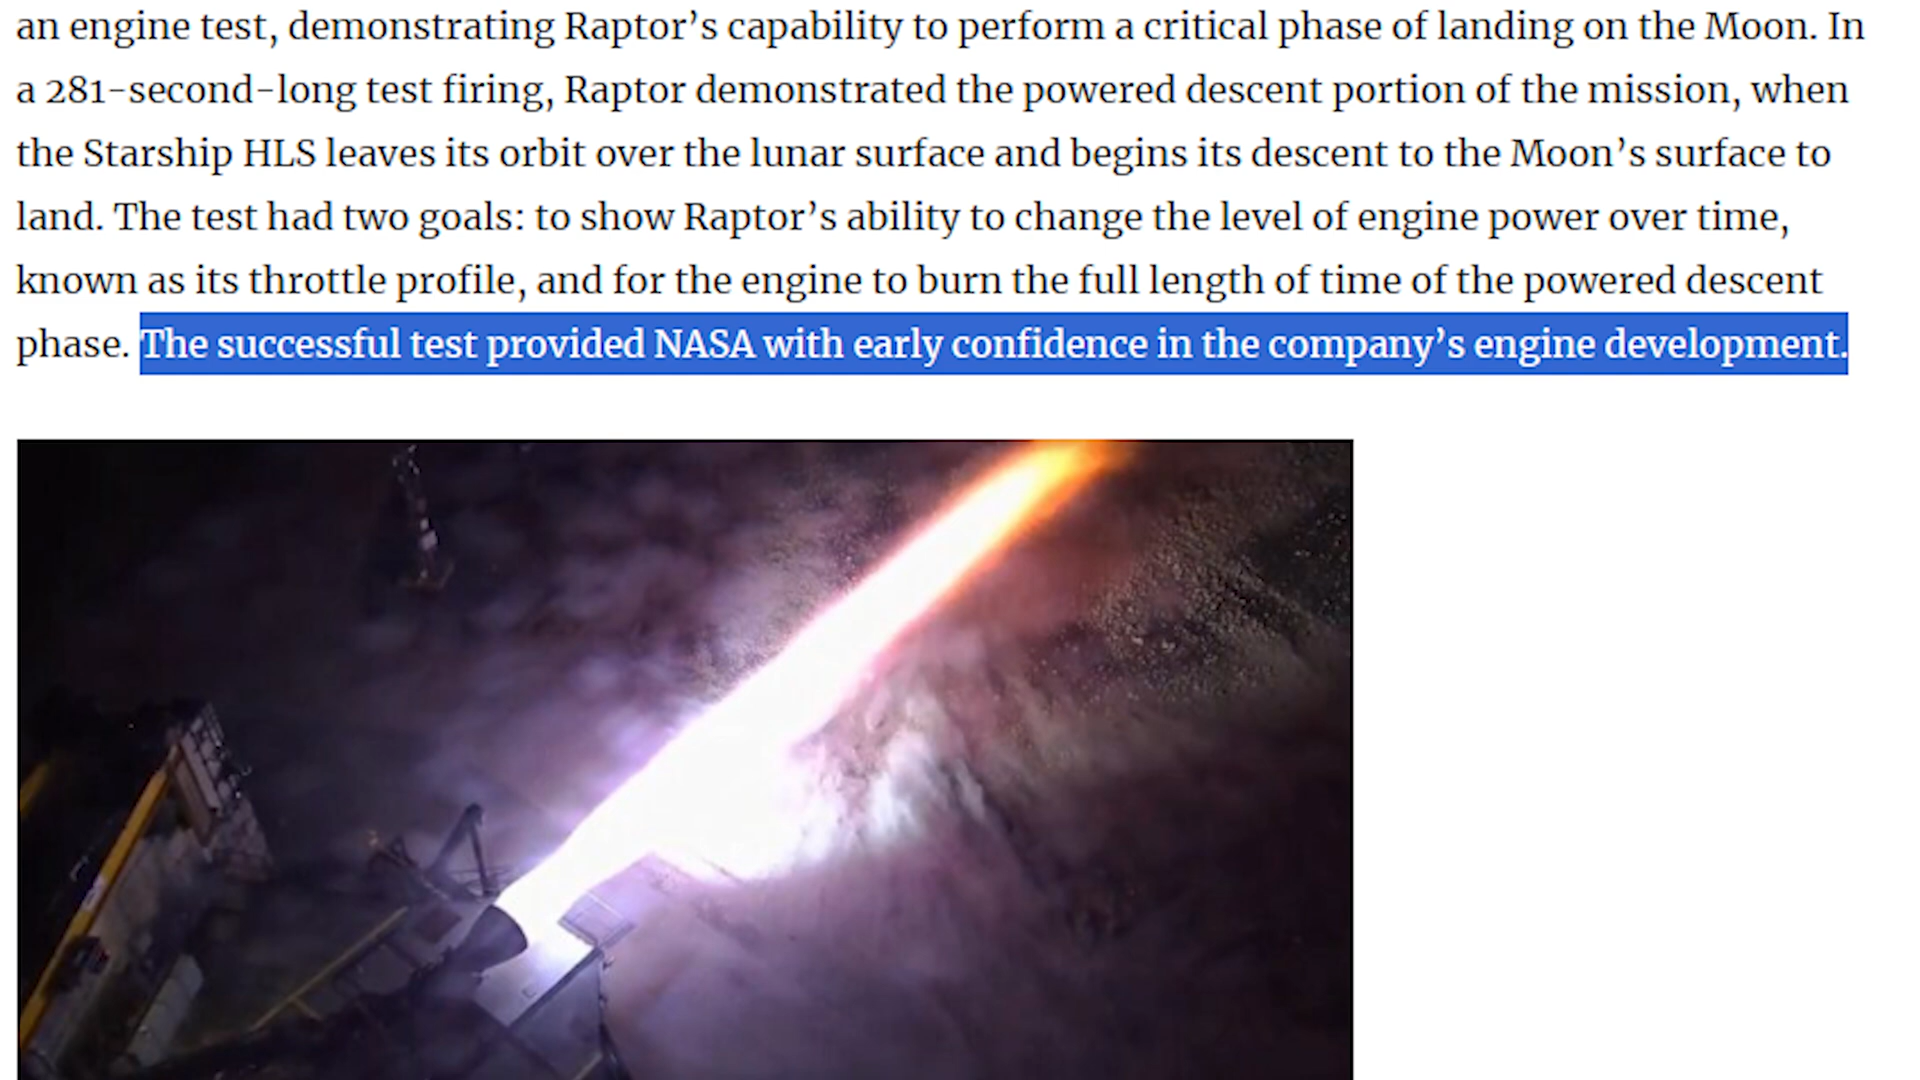 an engine test, demonstrating Raptor’s capability to perform a critical phase of landing on the Moon. In
a 281-second-long test firing, Raptor demonstrated the powered descent portion of the mission, when
the Starship HLS leaves its orbit over the lunar surface and begins its descent to the Moon’s surface to
land. The test had two goals: to show Raptor’s ability to change the level of engine power over time,
known as its throttle profile, and for the engine to burn the full length of time of the powered descent
phase. The successful test provided NASA with early confidence in the company’s engine development.